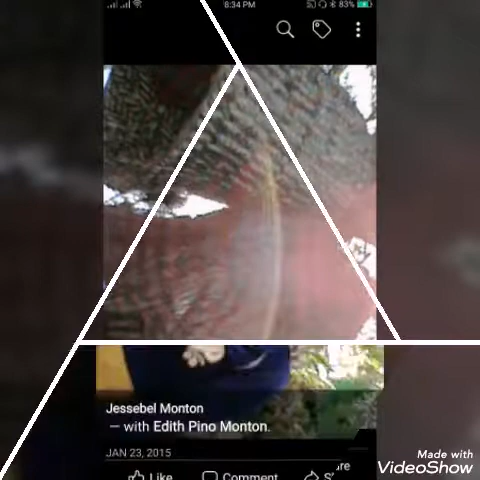 8:34 PM
83%
Jessebel Monton
— with Edith Pino Monton.
JAN 23, 2015
Like
Comment
Made with
VideoShow